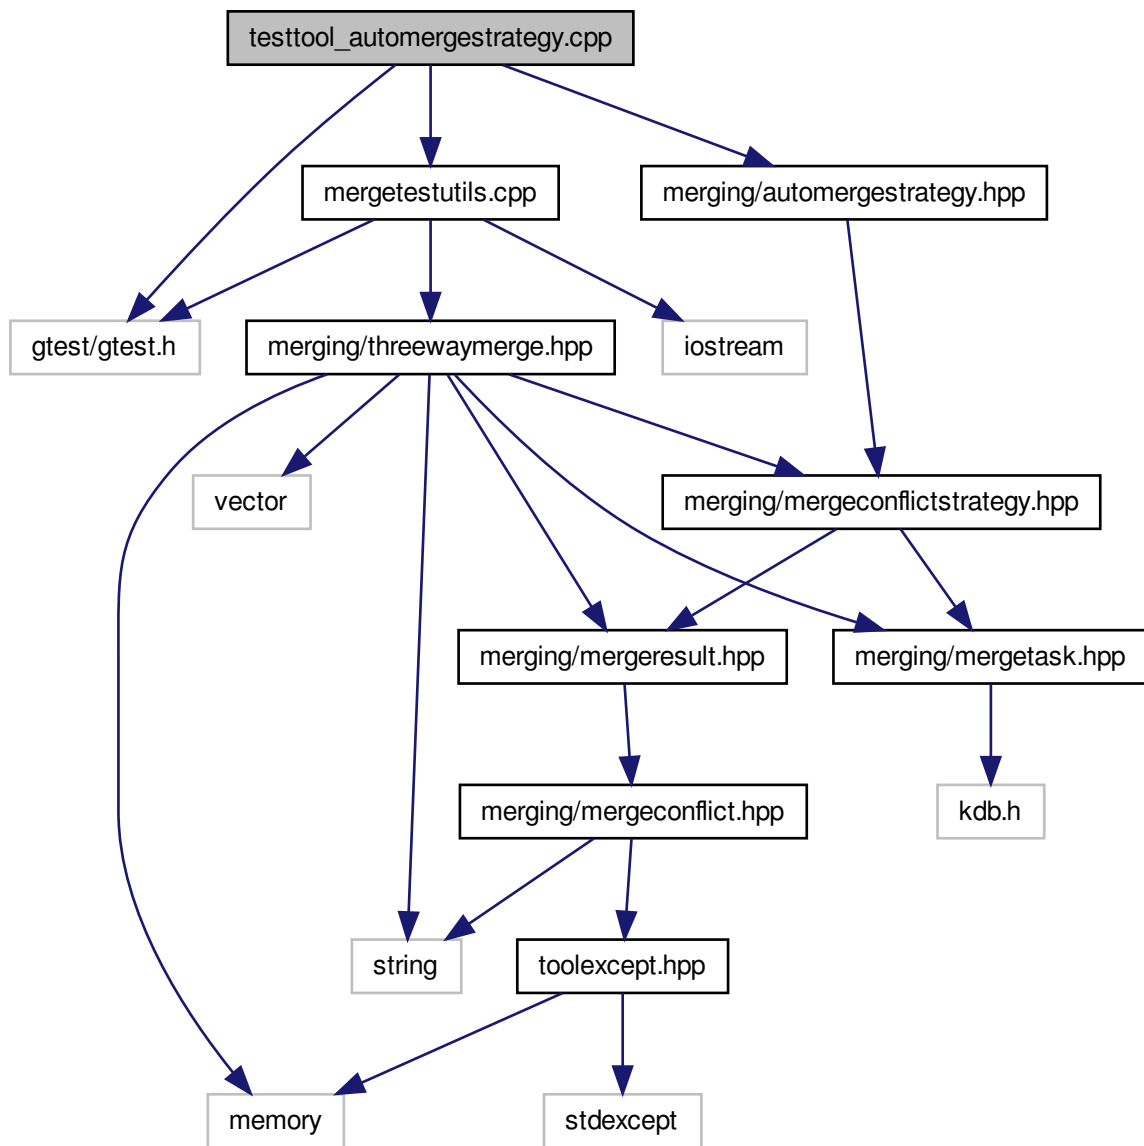 testtool_automergestrategy.cpp
mergetestutils.cpp
merging/automergestrategy.hpp
gtest/gtest.h
merging/threewaymerge.hpp
iostream
vector
merging/mergeconflictstrategy.hpp
merging/mergeresult.hpp
merging/mergetask.hpp
merging/mergeconflict.hpp
kdb.h
string
toolexcept.hpp
memory
stdexcept